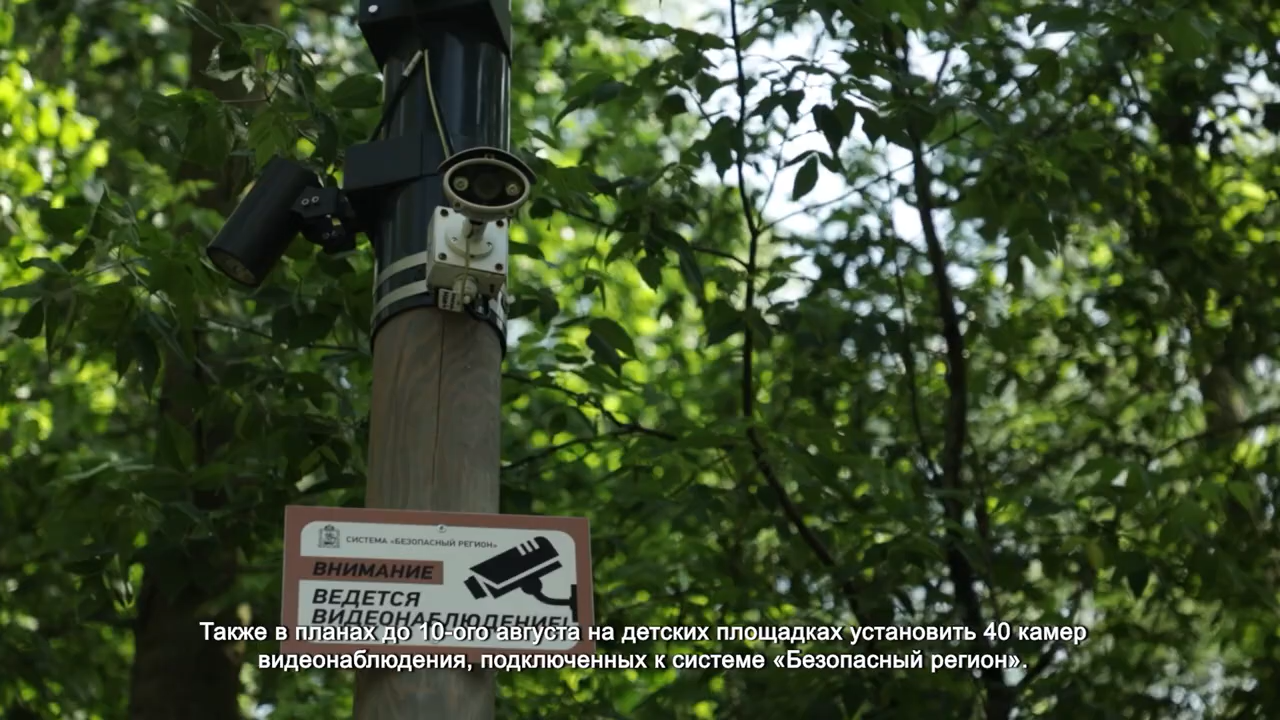 СИСТЕМА «БЕЗОПАСНЫЙ РЕГИОН»
ВНИМАНИЕ
ВЕДЕТСЯ
ВИДЕОНАБЛЮДЕНИЕ!
Также в планах до 10-ого августа на детских площадках установить 40 камер
видеонаблюдения, подключенных к системе «Безопасный регион».